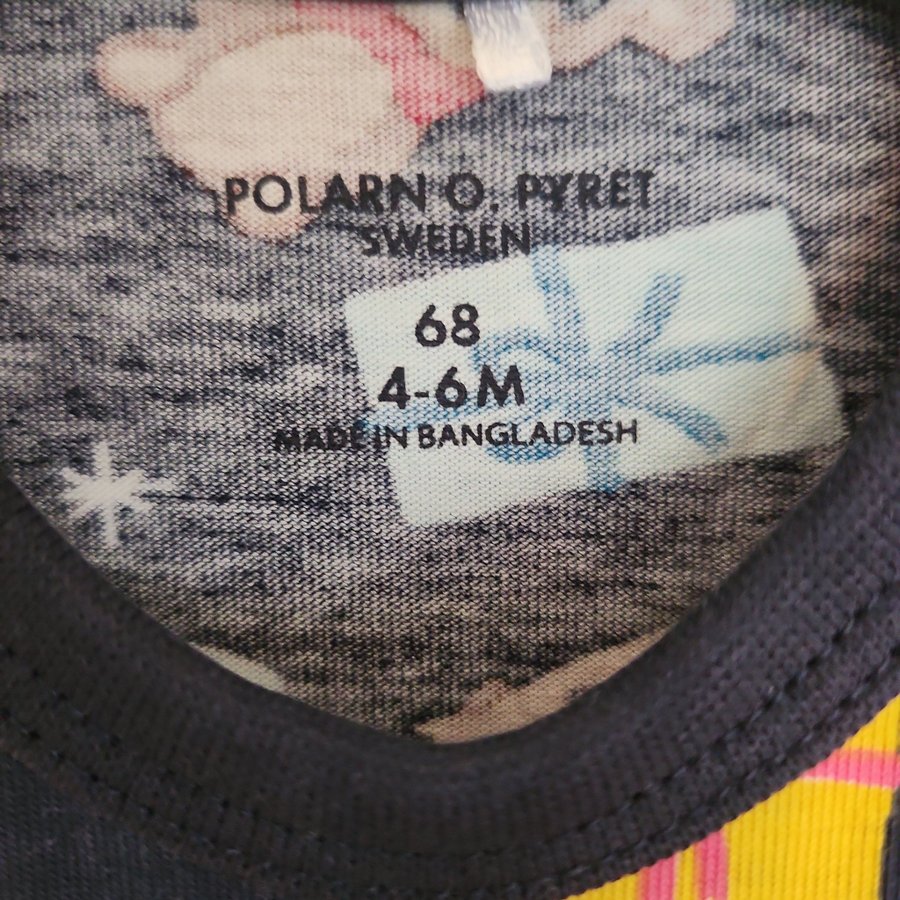 POLARN O. PYRET
SWEDEN
68
4-6M
MADE IN BANGLADESH